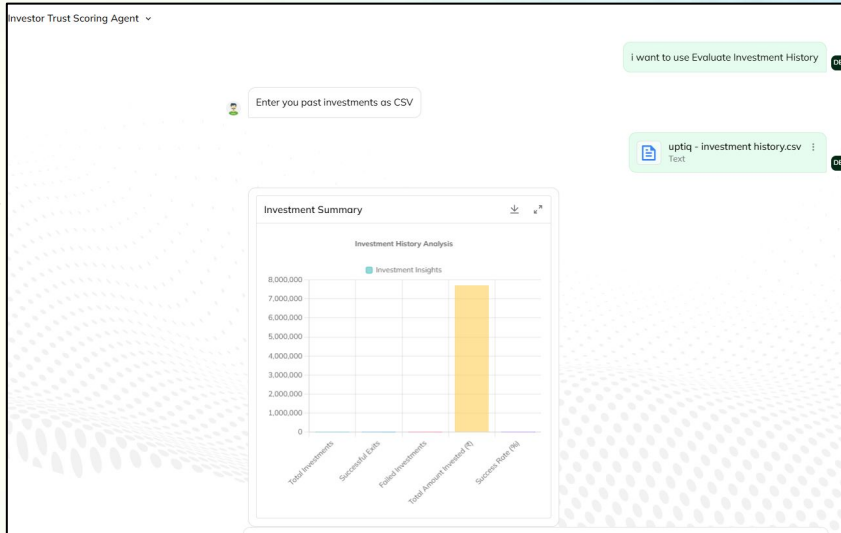 Investor Trust Scoring Agent
i want to use Evaluate Investment History
DE
Enter you past investments as CSV
uptiq - investment history.csv
Text
DE
Investment Summary
Investment History Analysis
Investment Insights
8,000,000
7,000,000
6,000,000
5,000,000
4,000,000
3,000,000
2,000,000
1,000,000
0
Total Investments
Successful Exits
Failed Investments
Total Amount Invested (₹)
Success Rate (%)